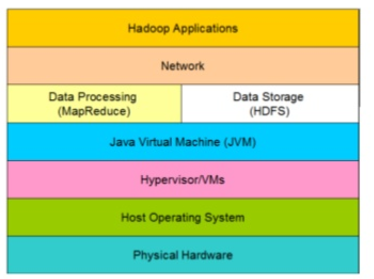 Hadoop Applications
Network
Data Processing
(MapReduce)
Data Storage
(HDFS)
Java Virtual Machine (JVM)
Hypervisor/VMs
Host Operating System
Physical Hardware